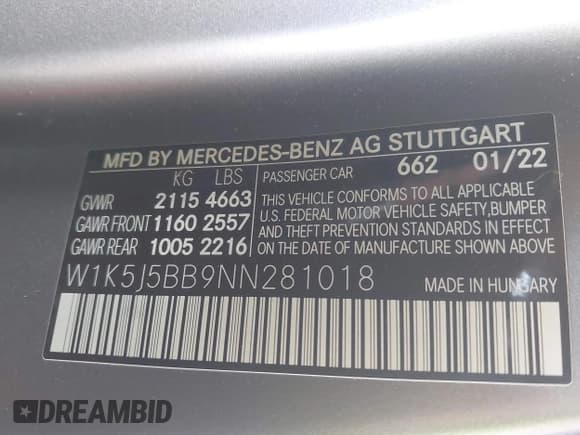 MFD BY MERCEDES-BENZ AG STUTTGART
KG LBS
GVWR 2115 4663
GAWR FRONT 1160 2557
GAWR REAR 1005 2216
PASSENGER CAR 662 01/22
THIS VEHICLE CONFORMS TO ALL APPLICABLE
U.S. FEDERAL MOTOR VEHICLE SAFETY, BUMPER
AND THEFT PREVENTION STANDARDS IN EFFECT
ON THE DATE OF MANUFACTURE SHOWN ABOVE.
W1K5J5BB9NN281018
MADE IN HUNGARY
DREAMBID